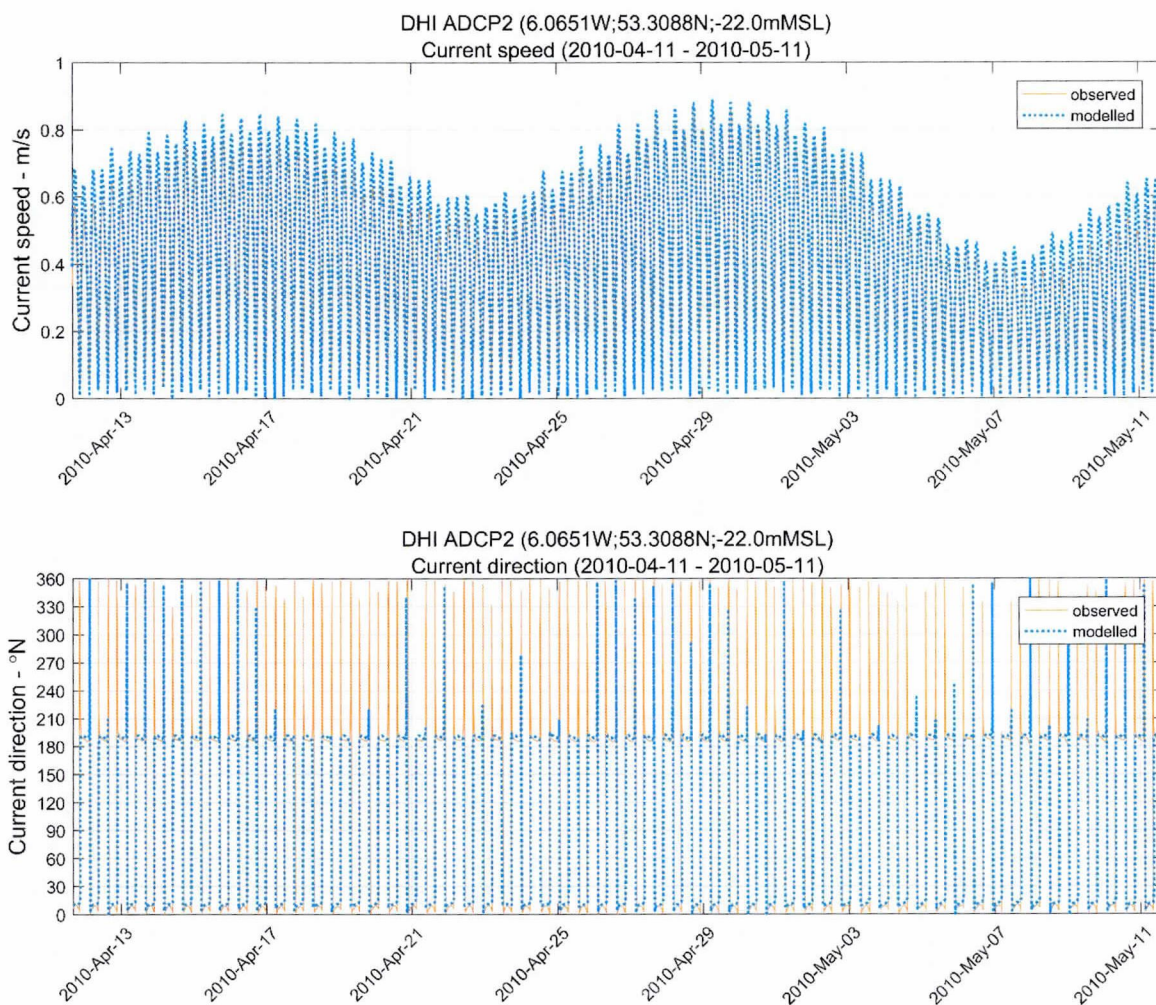 DHI ADCP2 (6.0651W;53.3088N;-22.0mMSL)
Current speed (2010-04-11 - 2010-05-11)
1
0.8
0.6
0.4
0.2
0
Current speed - m/s
observed
modelled
2010-Apr-13
2010-Apr-17
2010-Apr-21
2010-Apr-25
2010-Apr-29
2010-May-03
2010-May-07
2010-May-11
DHI ADCP2 (6.0651W;53.3088N;-22.0mMSL)
Current direction (2010-04-11 - 2010-05-11)
360
330
300
270
240
210
180
150
120
90
60
30
0
Current direction - °N
observed
modelled
2010-Apr-13
2010-Apr-17
2010-Apr-21
2010-Apr-25
2010-Apr-29
2010-May-03
2010-May-07
2010-May-11